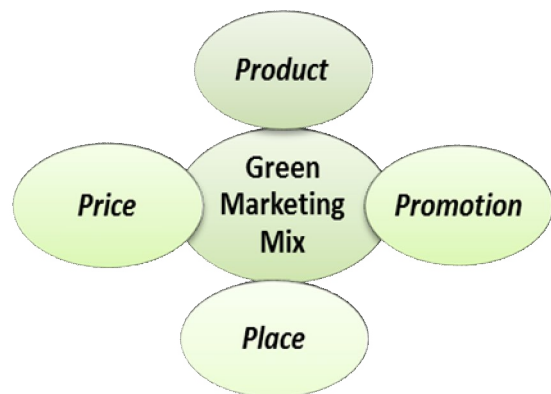 Product
Price
Green
Marketing
Mix
Promotion
Place